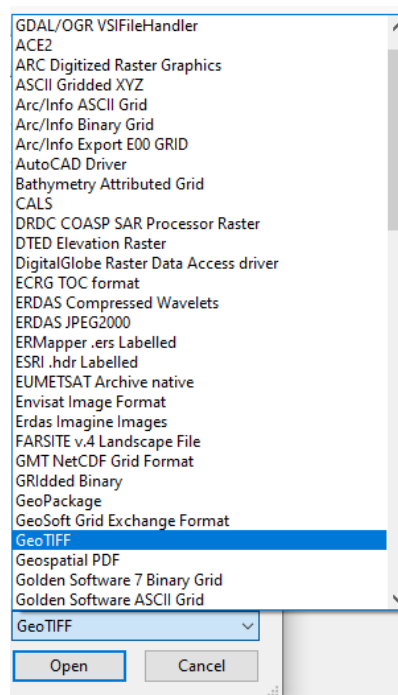 GDAL/OGR VSIFileHandler
ACE2
ARC Digitized Raster Graphics
ASCII Gridded XYZ
Arc/Info ASCII Grid
Arc/Info Binary Grid
Arc/Info Export E00 GRID
AutoCAD Driver
Bathymetry Attributed Grid
CALS
DRDC COASP SAR Processor Raster
DTED Elevation Raster
DigitalGlobe Raster Data Access driver
ECRG TOC format
ERDAS Compressed Wavelets
ERDAS JPEG2000
ERMapper .ers Labelled
ESRI .hdr Labelled
EUMETSAT Archive native
Envisat Image Format
Erdas Imagine Images
FARSITE v.4 Landscape File
GMT NetCDF Grid Format
GRIdded Binary
GeoPackage
GeoSoft Grid Exchange Format
GeoTIFF
Geospatial PDF
Golden Software 7 Binary Grid
Golden Software ASCII Grid
GeoTIFF
Open Cancel